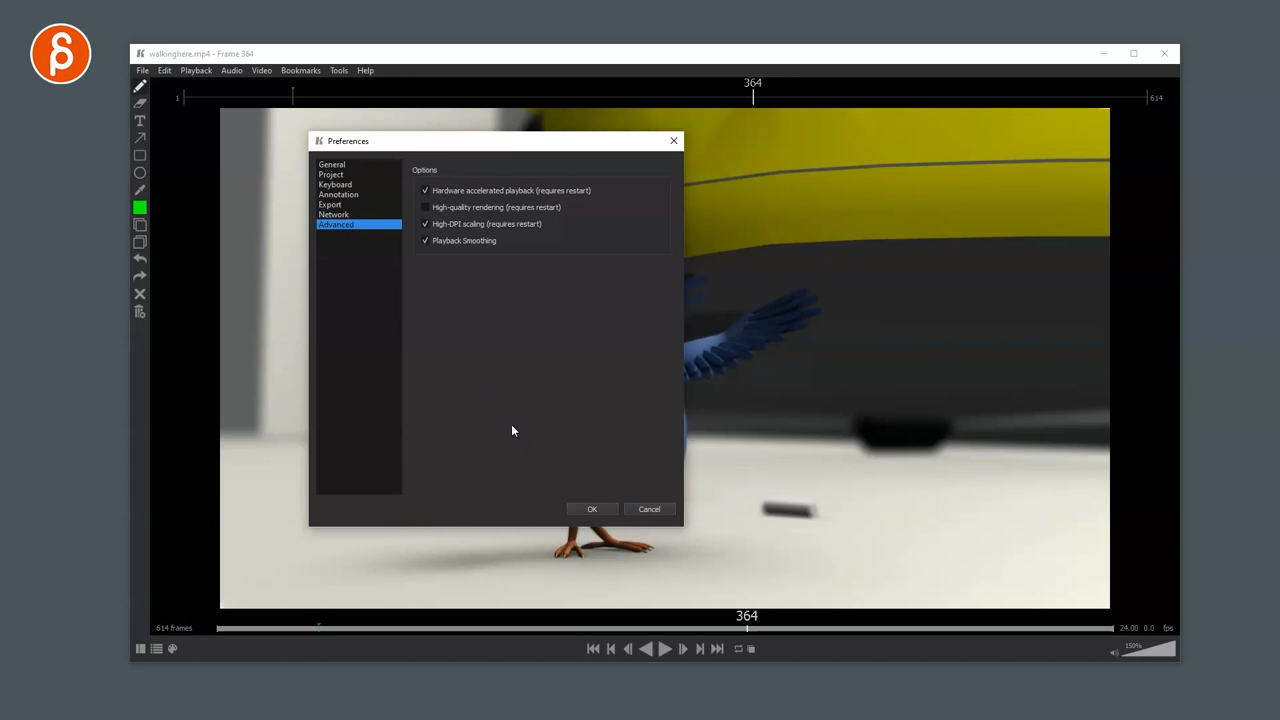 walkinghere.mp4 - Frame 364
File Edit Playback Audio Video Bookmarks Tools Help
364
1
614
Preferences
General
Project
Keyboard
Annotation
Export
Network
Advanced
Options
Hardware accelerated playback (requires restart)
High-quality rendering (requires restart)
High-DPI scaling (requires restart)
Playback Smoothing
OK
Cancel
364
614 frames
24.00 0.0 fps
150%